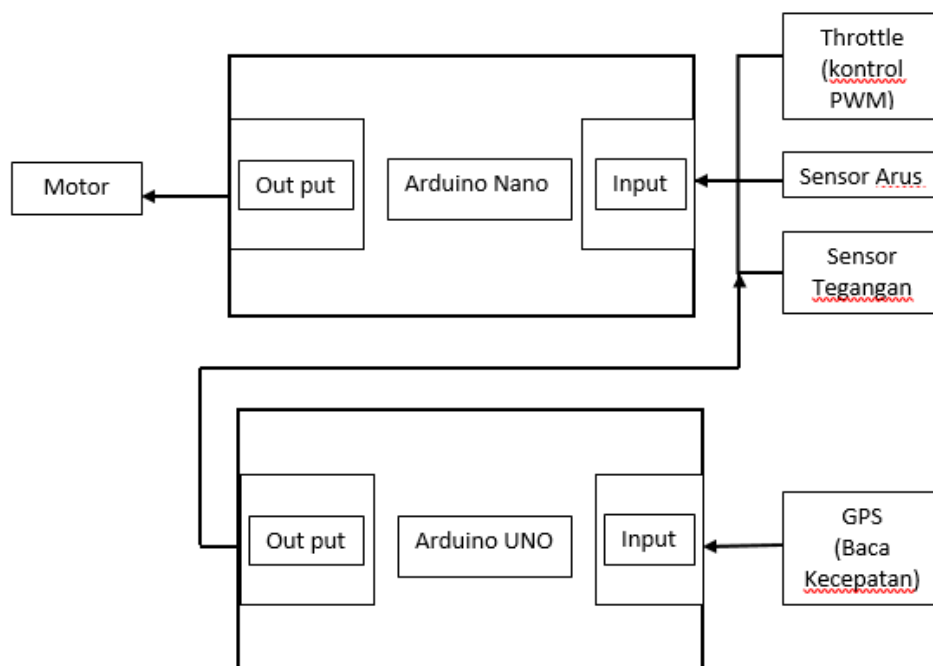 Throttle
(kontrol
PWM)
Motor
Out put
Arduino Nano
Input
Sensor Arus
Sensor
Tegangan
Out put
Arduino UNO
Input
GPS
(Baca
Kecepatan)